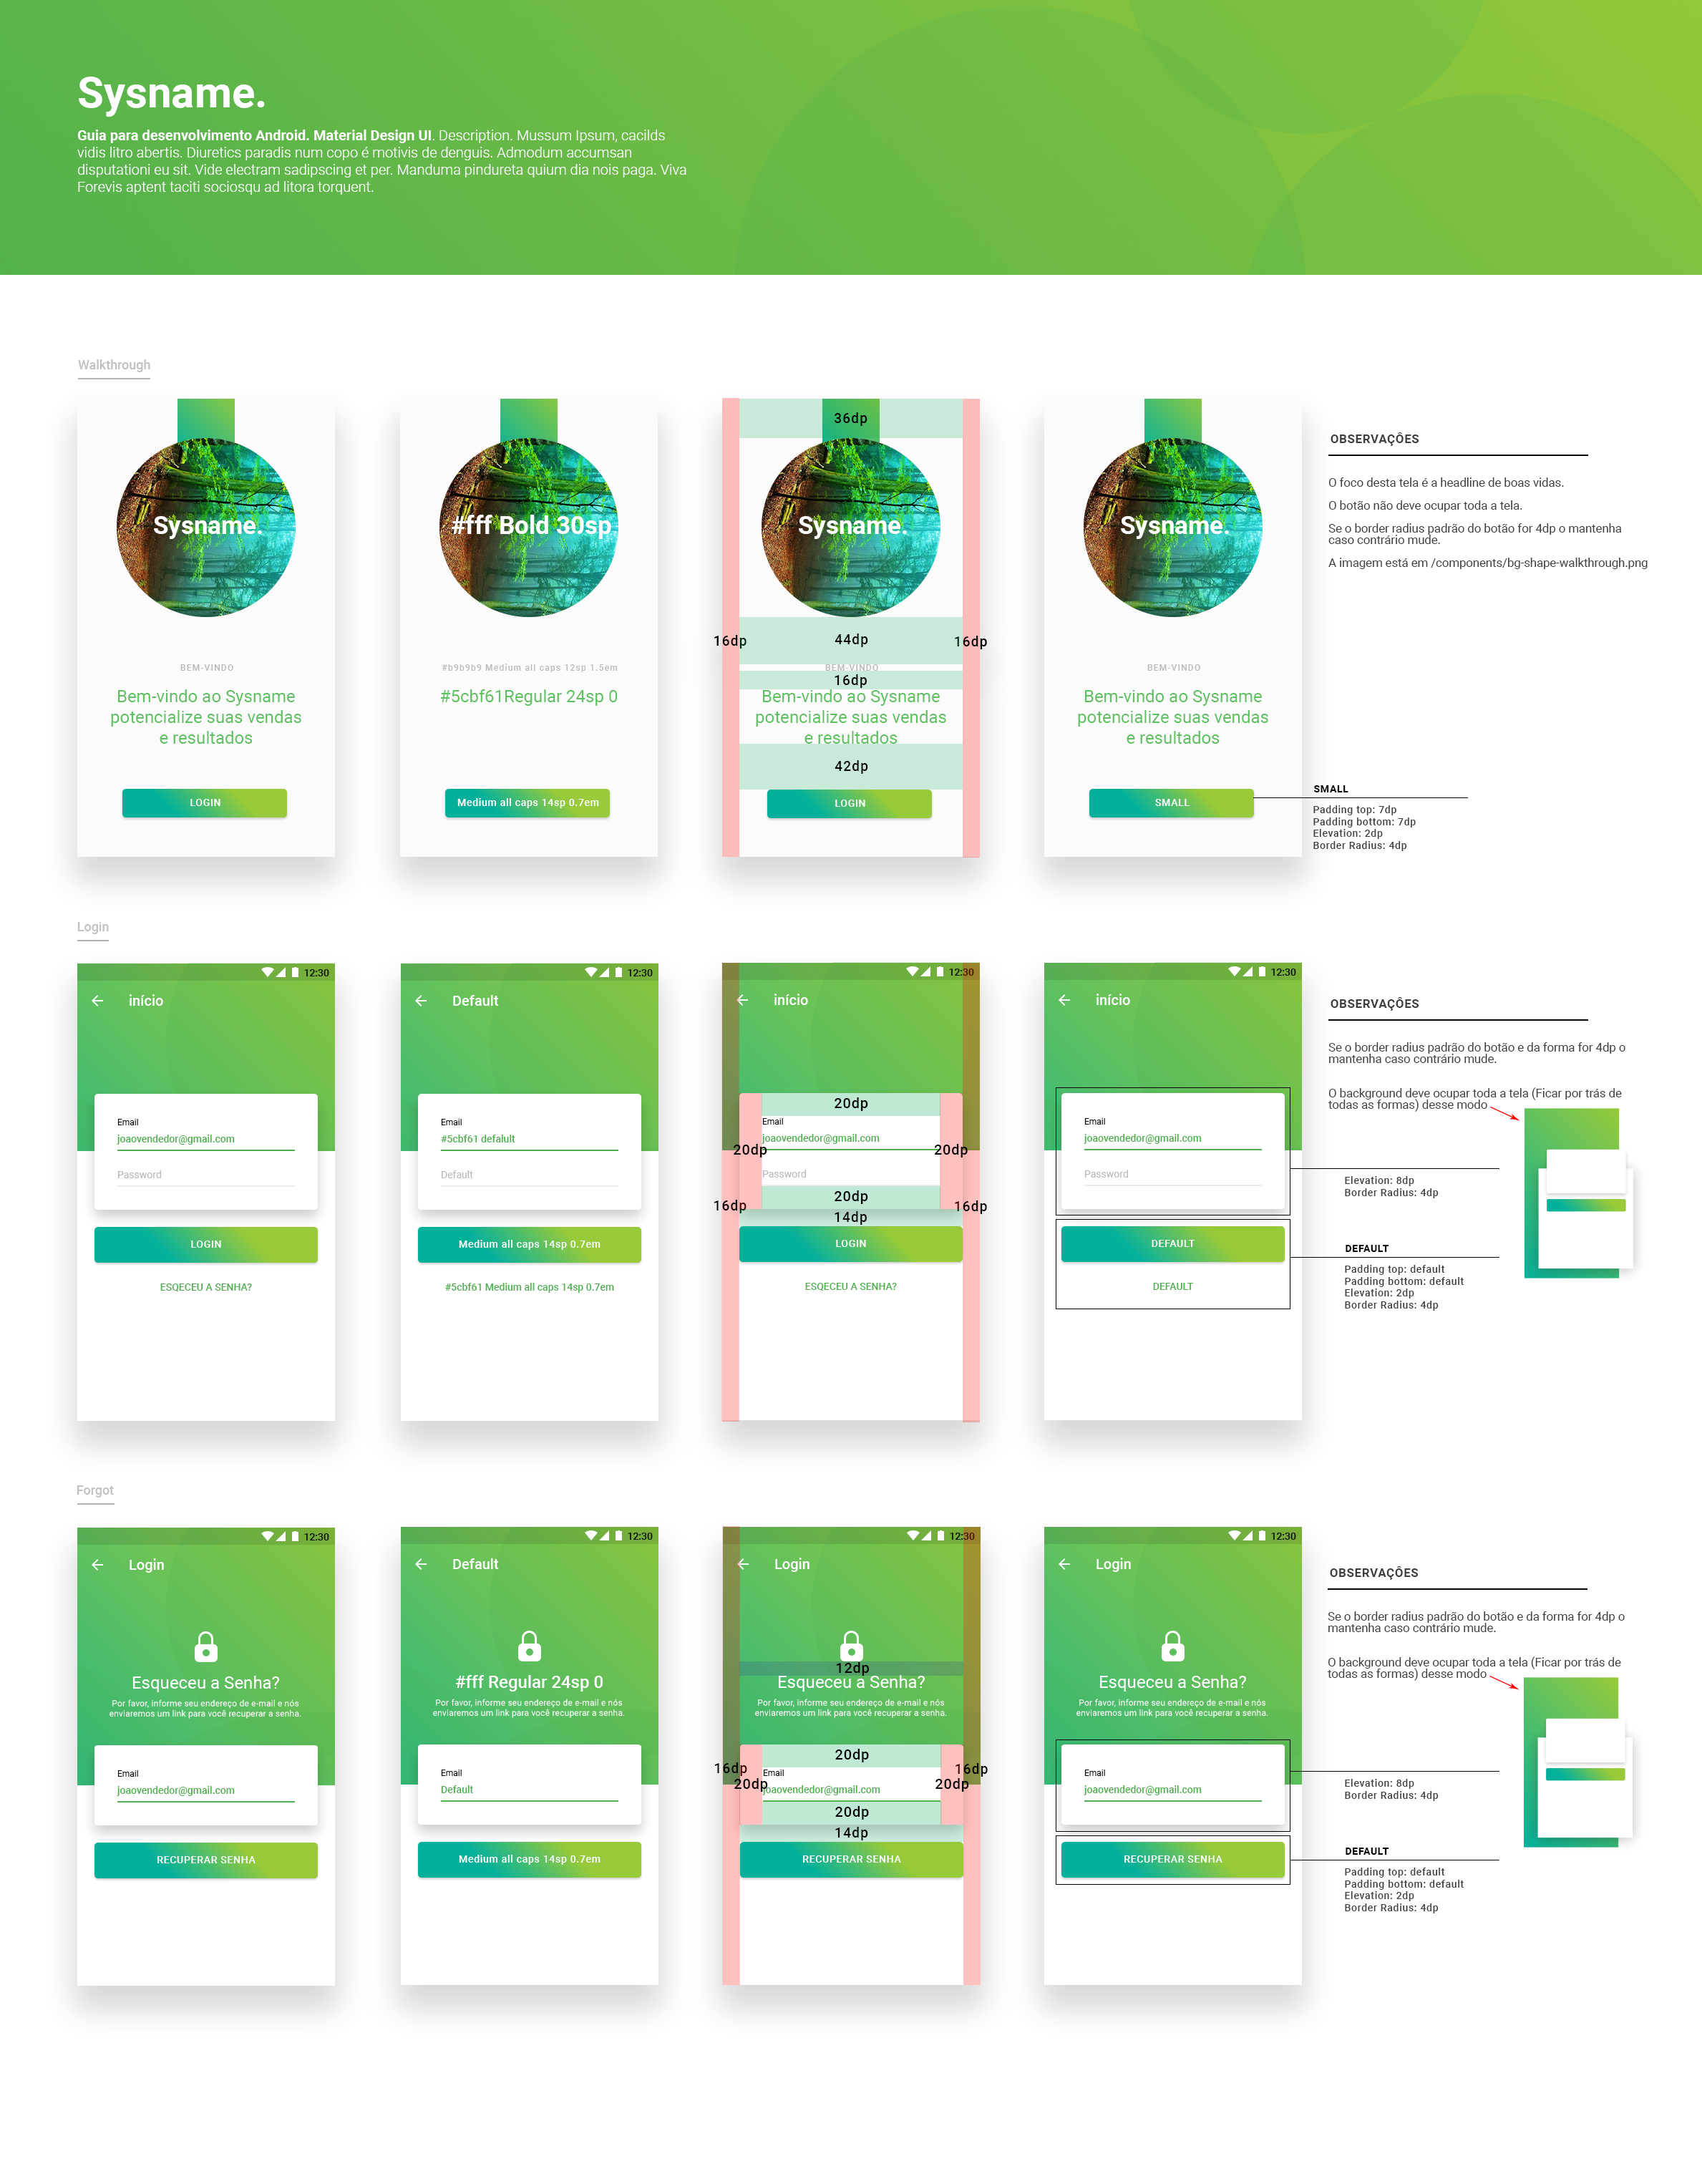 Sysname.
Guia para desenvolvimento Android. Material Design UI. Description. Mussum Ipsum, cacilds
vidis litro abertis. Diuretics paradis num copo é motivis de denguis. Admodum accumsan
disputationi eu sit. Vide electram sadipscing et per. Manduma pindureta quium dia nois paga. Viva
Forevis aptent taciti sociosqu ad litora torquent.
Walkthrough
Sysname.
BEM-VINDO
Bem-vindo ao Sysname
potencialize suas vendas
e resultados
LOGIN
#fff Bold 30sp
#b9b9b9 Medium all caps 12sp 1.5em
#5cbf61Regular 24sp 0
Medium all caps 14sp 0.7em
36dp
Sysname.
16dp
44dp
16dp
BEM-VINDO
16dp
Bem-vindo ao Sysname
potencialize suas vendas
e resultados
42dp
LOGIN
Sysname.
BEM-VINDO
Bem-vindo ao Sysname
potencialize suas vendas
e resultados
SMALL
OBSERVAÇÔES
O foco desta tela é a headline de boas vidas.
O botão não deve ocupar toda a tela.
Se o border radius padrão do botão for 4dp o mantenha
caso contrário mude.
A imagem está em /components/bg-shape-walkthrough.png
SMALL
Padding top: 7dp
Padding bottom: 7dp
Elevation: 2dp
Border Radius: 4dp
Login
12:30
início
Email
joaovendedor@gmail.com
Password
LOGIN
ESQECEU A SENHA?
12:30
Default
Email
#5cbf61 defalult
Default
Medium all caps 14sp 0.7em
#5cbf61 Medium all caps 14sp 0.7em
12:30
início
20dp
Email
joaovendedor@gmail.com
20dp
20dp
Password
20dp
16dp
16dp
14dp
LOGIN
ESQECEU A SENHA?
12:30
início
Email
joaovendedor@gmail.com
Password
DEFAULT
DEFAULT
OBSERVAÇÔES
Se o border radius padrão do botão e da forma for 4dp o
mantenha caso contrário mude.
O background deve ocupar toda a tela (Ficar por trás de
todas as formas) desse modo
Elevation: 8dp
Border Radius: 4dp
DEFAULT
Padding top: default
Padding bottom: default
Elevation: 2dp
Border Radius: 4dp
Forgot
12:30
Login
Esqueceu a Senha?
Por favor, informe seu endereço de e-mail e nós
enviaremos um link para você recuperar a senha.
Email
joaovendedor@gmail.com
RECUPERAR SENHA
12:30
Default
#fff Regular 24sp 0
Por favor, informe seu endereço de e-mail e nós
enviaremos um link para você recuperar a senha.
Email
Default
Medium all caps 14sp 0.7em
12:30
Login
12dp
Esqueceu a Senha?
Por favor, informe seu endereço de e-mail e nós
enviaremos um link para você recuperar a senha.
20dp
16dp
Email
16dp
20dp
joaovendedor@gmail.com
20dp
20dp
14dp
RECUPERAR SENHA
12:30
Login
Esqueceu a Senha?
Por favor, informe seu endereço de e-mail e nós
enviaremos um link para você recuperar a senha.
Email
joaovendedor@gmail.com
RECUPERAR SENHA
OBSERVAÇÔES
Se o border radius padrão do botão e da forma for 4dp o
mantenha caso contrário mude.
O background deve ocupar toda a tela (Ficar por trás de
todas as formas) desse modo
Elevation: 8dp
Border Radius: 4dp
DEFAULT
Padding top: default
Padding bottom: default
Elevation: 2dp
Border Radius: 4dp